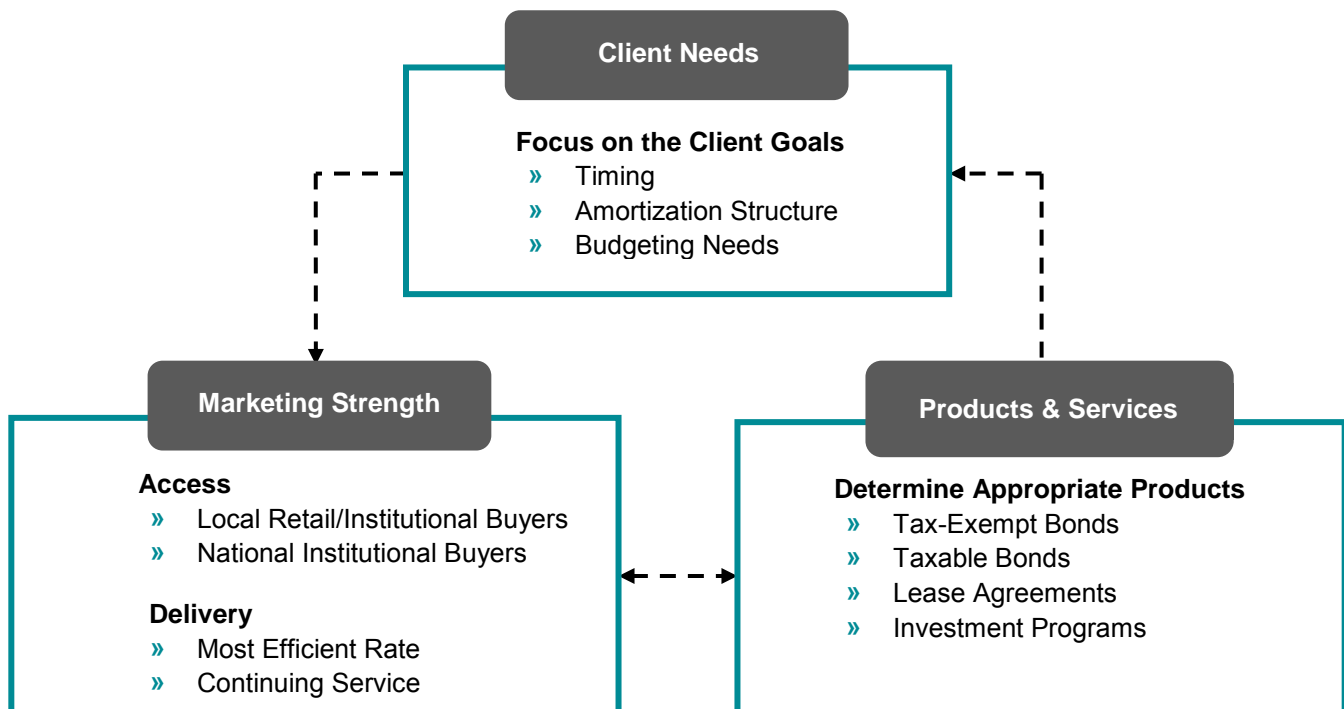 Client Needs
Focus on the Client Goals
» Timing
» Amortization Structure
» Budgeting Needs
Marketing Strength
Access
» Local Retail/Institutional Buyers
» National Institutional Buyers
Delivery
» Most Efficient Rate
» Continuing Service
Products & Services
Determine Appropriate Products
» Tax-Exempt Bonds
» Taxable Bonds
» Lease Agreements
» Investment Programs